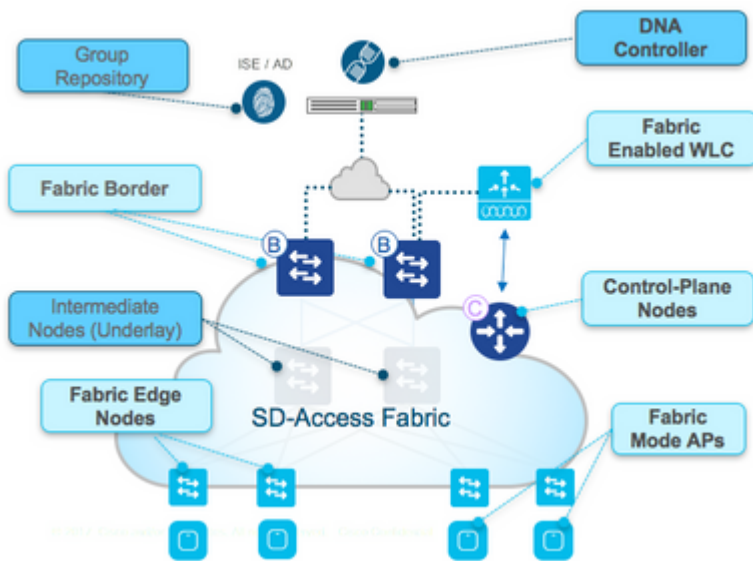 Group
Repository
ISE / AD
DNA
Controller
Fabric
Enabled WLC
Fabric Border
B
B
Intermediate
Nodes (Underlay)
C
Control-Plane
Nodes
Fabric Edge
Nodes
SD-Access Fabric
Fabric
Mode APs